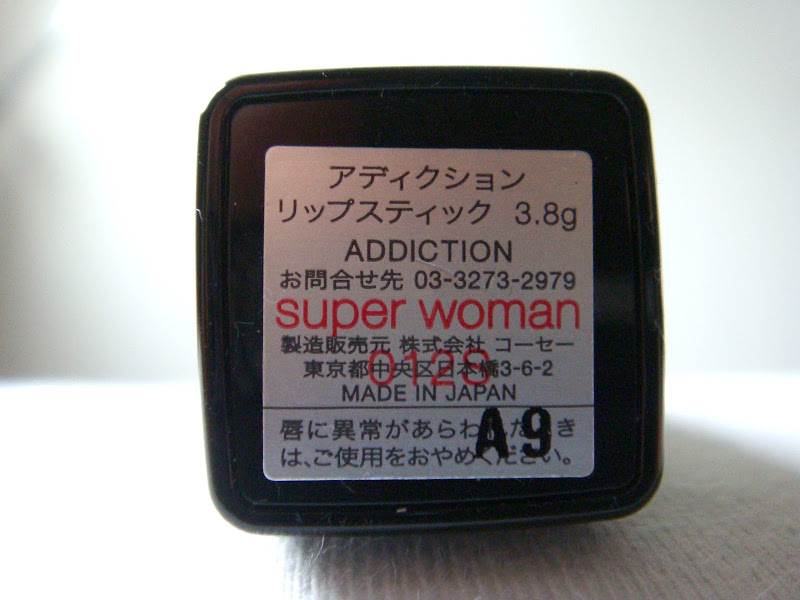 アディクション
リップスティック 3.8g
ADDICTION
お問合せ先 03-3273-2979
super woman
製造販売元 株式会社 コーセー
012S
東京都中央区日本橋3-6-2
MADE IN JAPAN
唇に異常があらわ たとき
は、ご使用をおやめください。
A9